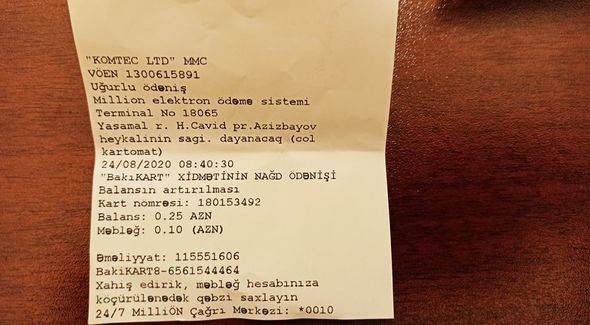 "KOMTEC LTD" MMC
VÖEN 1300615891
Uğurlu ödəniş
Million elektron ödəmə sistemi
Terminal No 18065
Yasamal r. H.Cavid pr.Azizbayov
heykalinin sagi. dayanacaq (col
kartomat)
24/08/2020 08:40:30
"BakıKART" XİDMƏTİNİN NAĞD ÖDƏNİŞİ
Balansın artırılması
Kart nömrəsi: 180153492
Balans: 0.25 AZN
Məbləğ: 0.10 (AZN)
Əməliyyat: 115551606
BakiKART8-6561544464
Xahiş edirik, məbləğ hesabınıza
köçürülənədək qəbzi saxlayın
24/7 MilliÖN Çağrı Mərkəzi: *0010